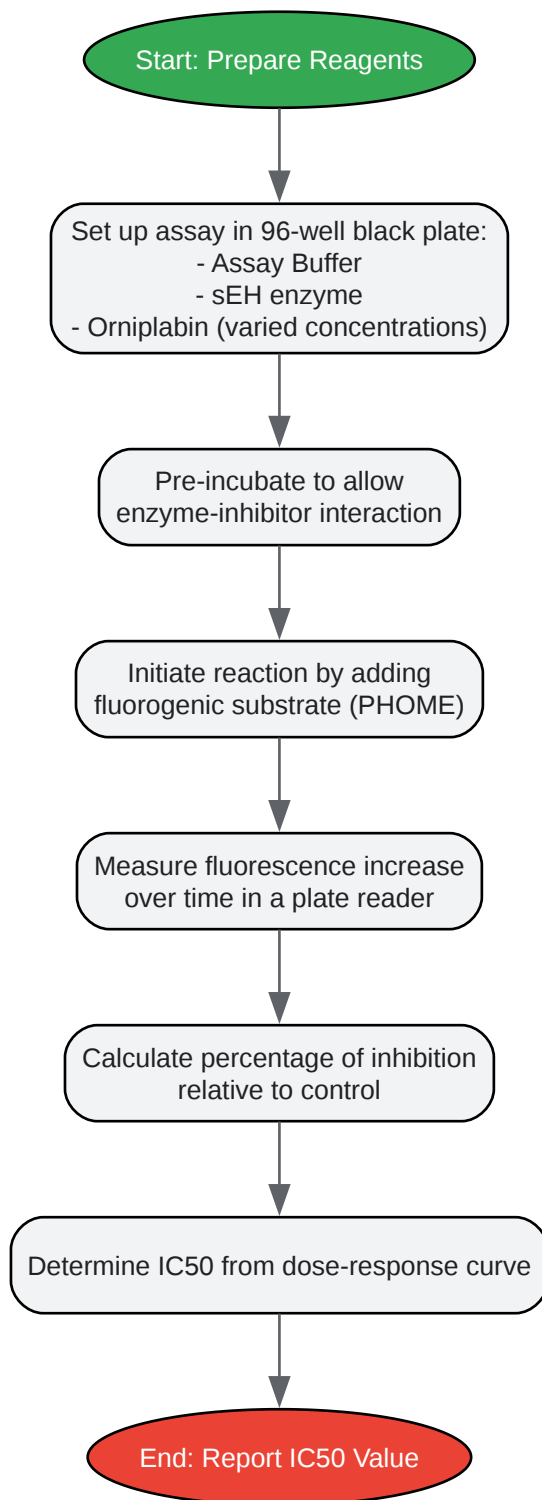 Start: Prepare Reagents
Set up assay in 96-well black plate:
- Assay Buffer
- sEH enzyme
- Orniplabin (varied concentrations)
Pre-incubate to allow
enzyme-inhibitor interaction
Initiate reaction by adding
fluorogenic substrate (PHOME)
Measure fluorescence increase
over time in a plate reader
Calculate percentage of inhibition
relative to control
Determine IC50 from dose-response curve
End: Report IC50 Value